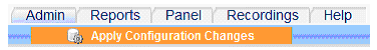 Admin Reports Panel Recordings Help
Apply Configuration Changes